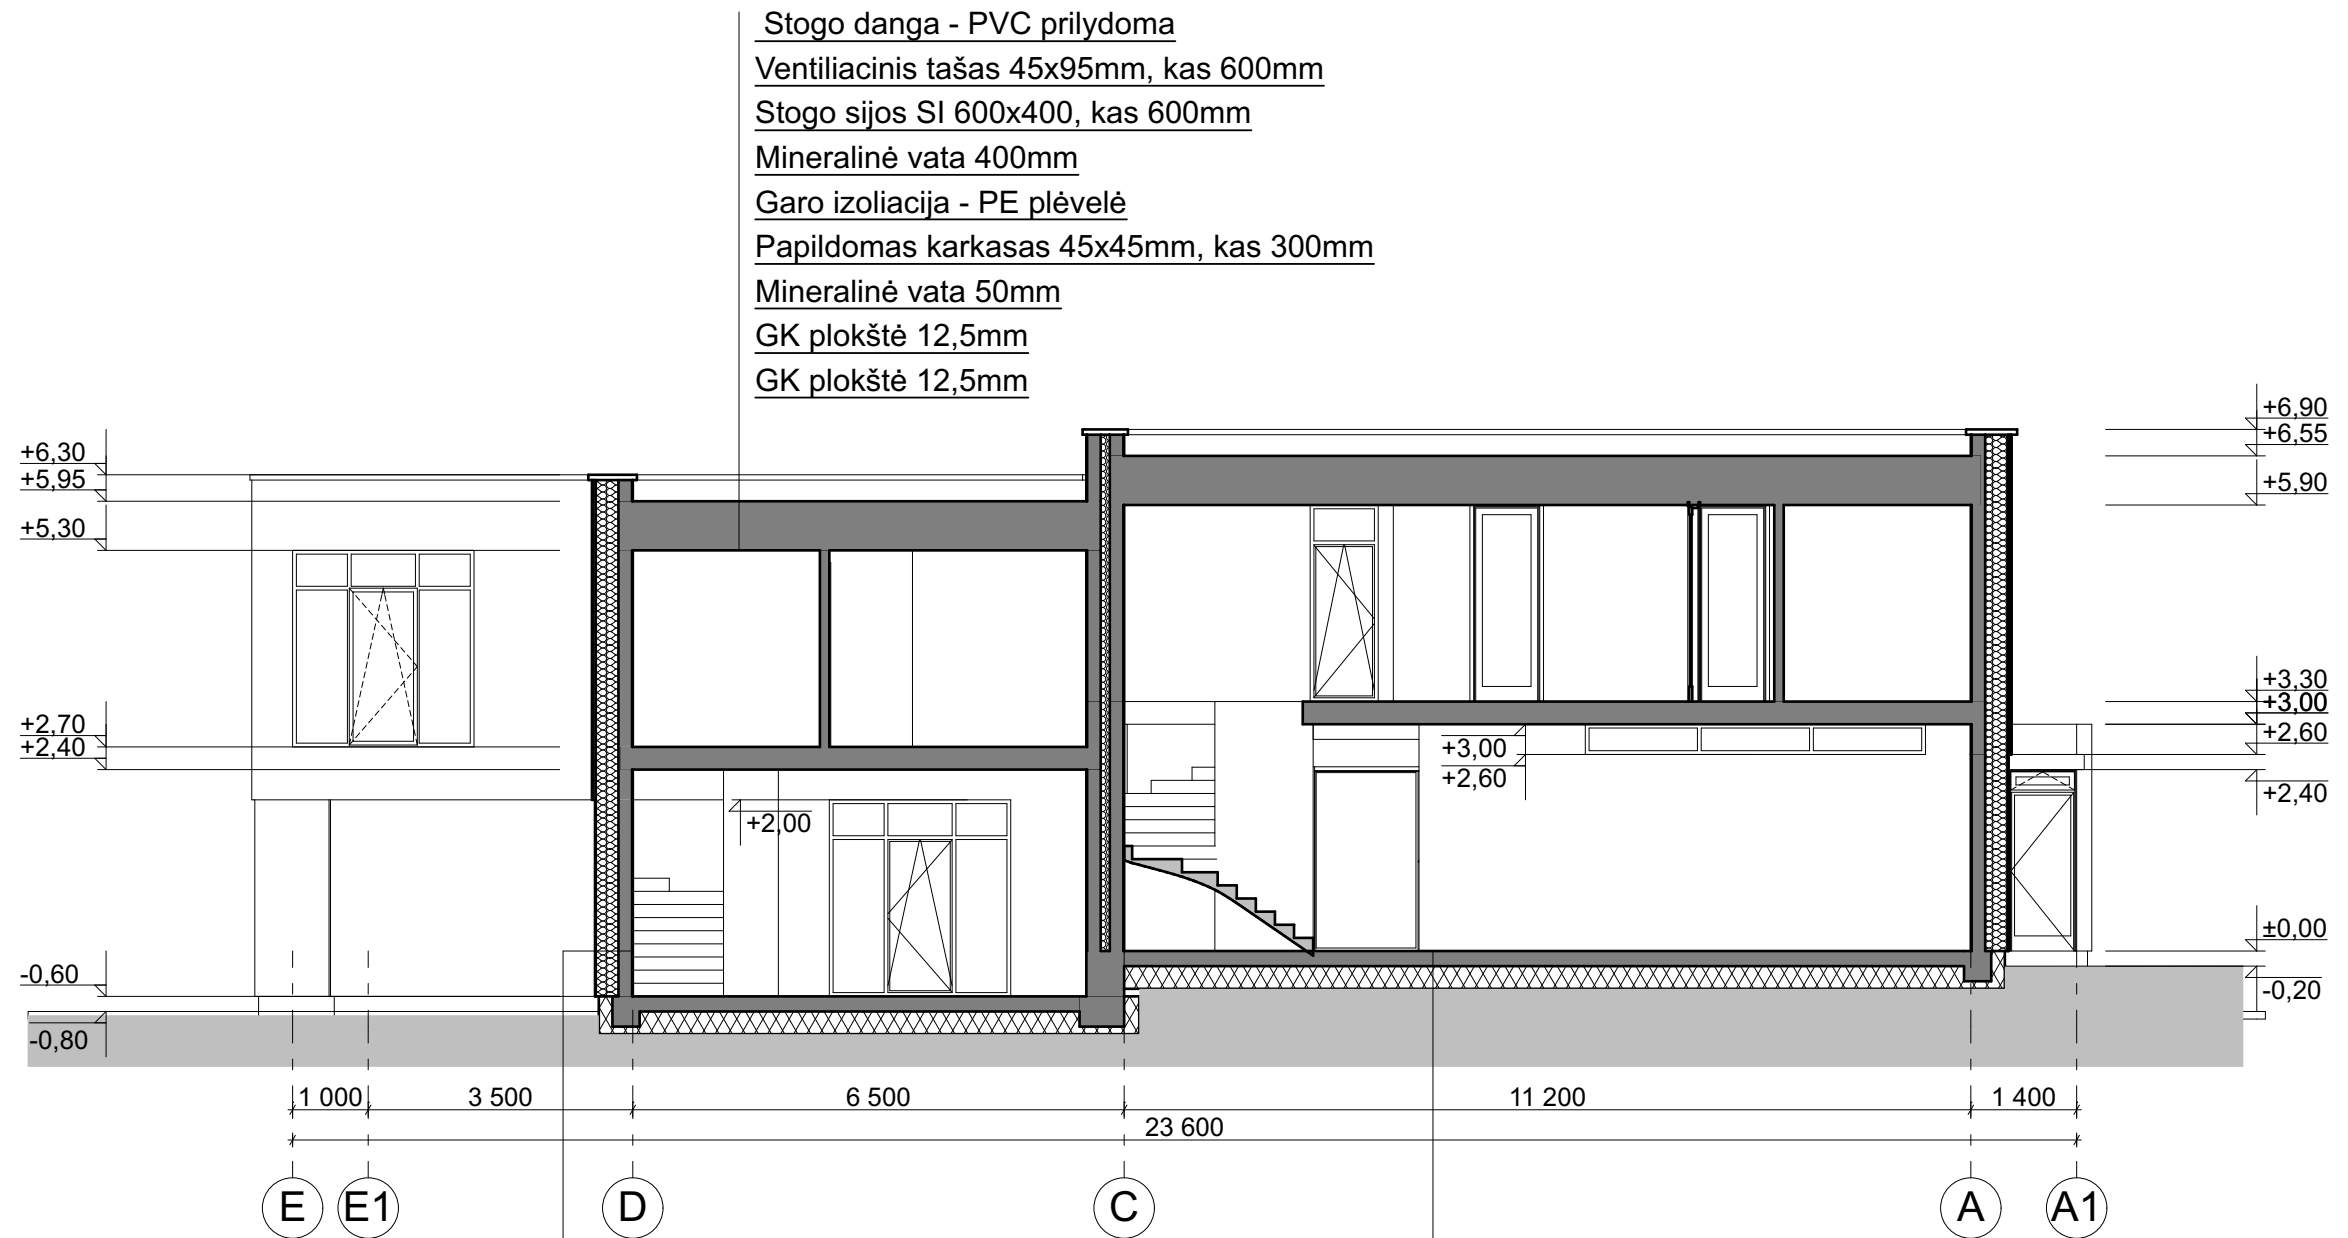 Stogo danga - PVC prilydoma
Ventiliacinis tašas 45x95mm, kas 600mm
Stogo sijos SI 600x400, kas 600mm
Mineralinė vata 400mm
Garo izoliacija - PE plėvelė
Papildomas karkasas 45x45mm, kas 300mm
Mineralinė vata 50mm
GK plokštė 12,5mm
GK plokštė 12,5mm
+6,30
+5,95
+5,30
+2,70
+2,40
-0,60
-0,80
+2,00
+3,00
+2,60
+6,90
+6,55
+5,90
+3,30
+3,00
+2,60
+2,40
±0,00
-0,20
1 000
3 500
6 500
11 200
1 400
23 600
E
E1
D
C
A
A1